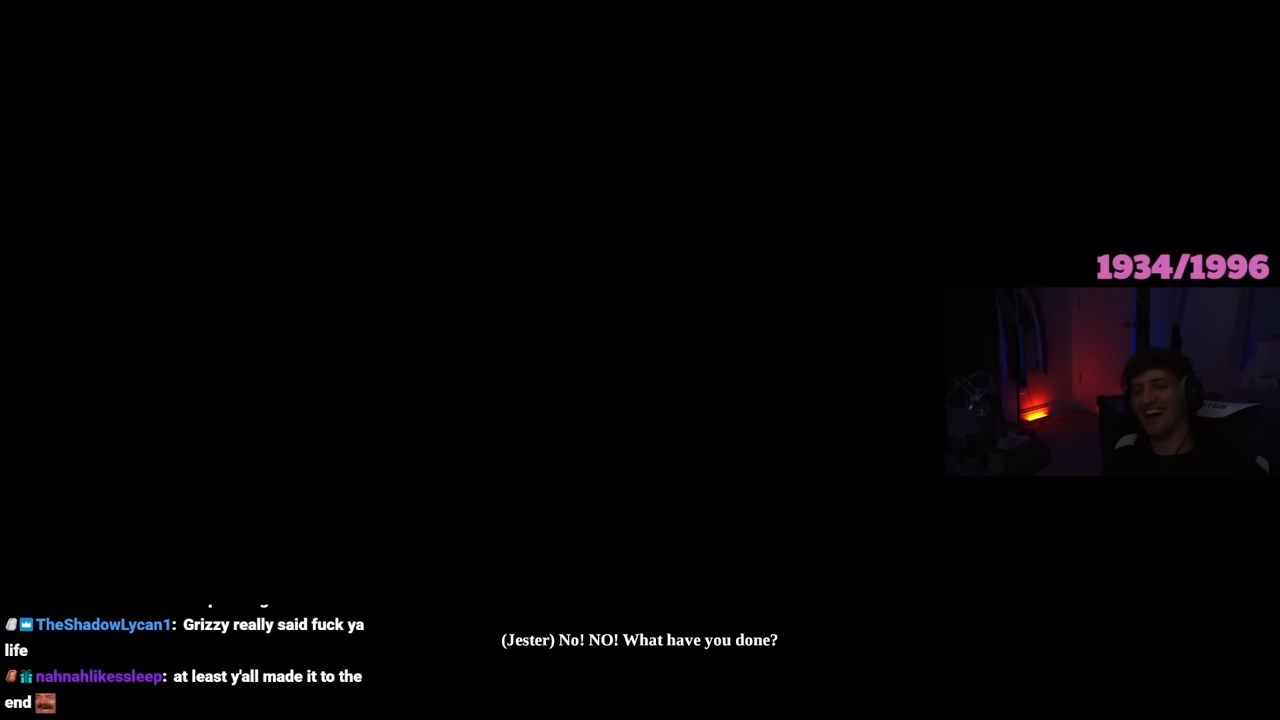 1934/1996
TheShadowLycan1: Grizzy really said fuck ya
life
nahnahlikessleep: at least y'all made it to the
end
(Jester) No! NO! What have you done?